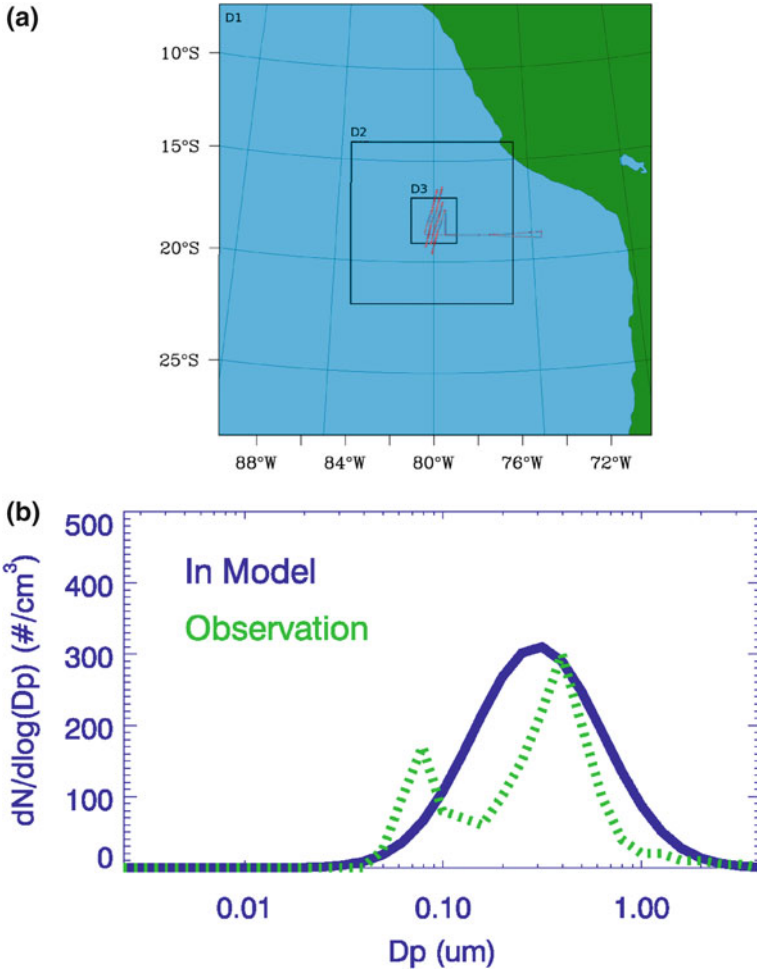 (a)
D1
10°S
D2
15°S
D3
20°S
25°S
88°W 84°W 80°W 76°W 72°W
(b)
500
In Model
400
Observation
300
200
100
0
dN/dlog(Dp) (#/cm³)
0.01 0.10 1.00
Dp (um)